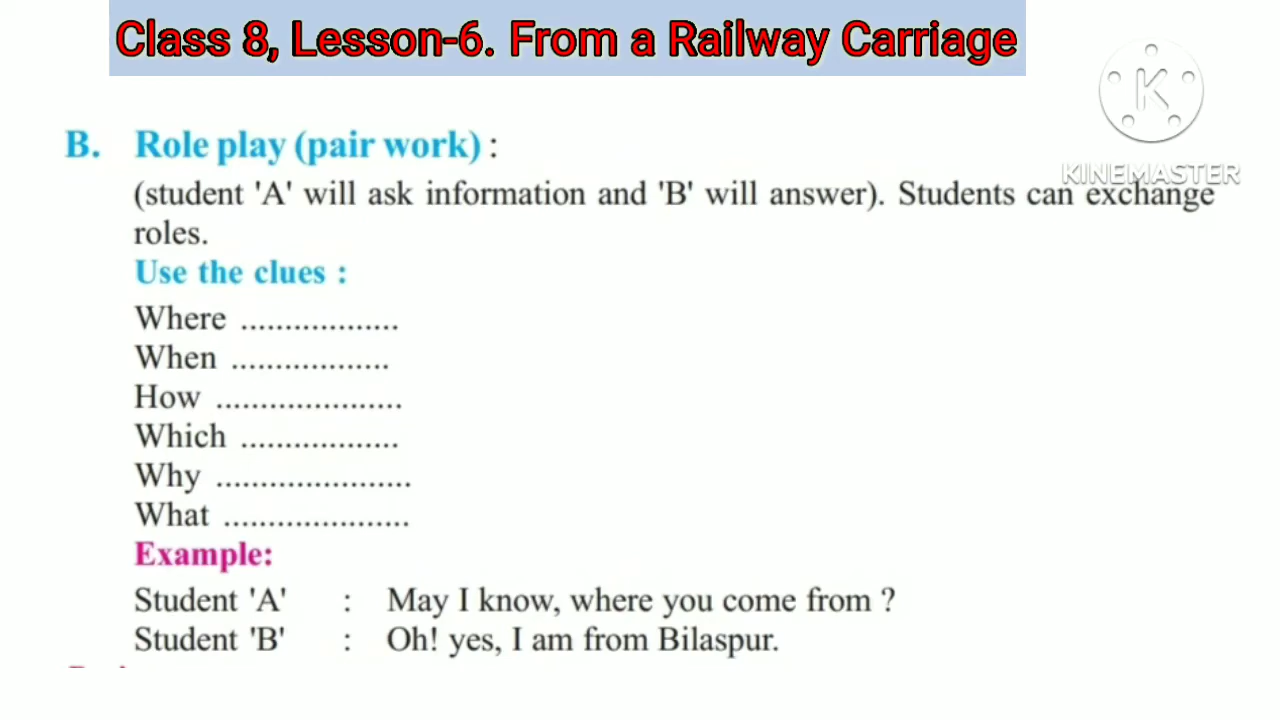 Class 8, Lesson-6. From a Railway Carriage
K
KINEMASTER
B. Role play (pair work) :
(student 'A' will ask information and 'B' will answer). Students can exchange
roles.
Use the clues :
Where ..................
When ..................
How .....................
Which ..................
Why ......................
What .....................
Example:
Student 'A' : May I know, where you come from ?
Student 'B' : Oh! yes, I am from Bilaspur.